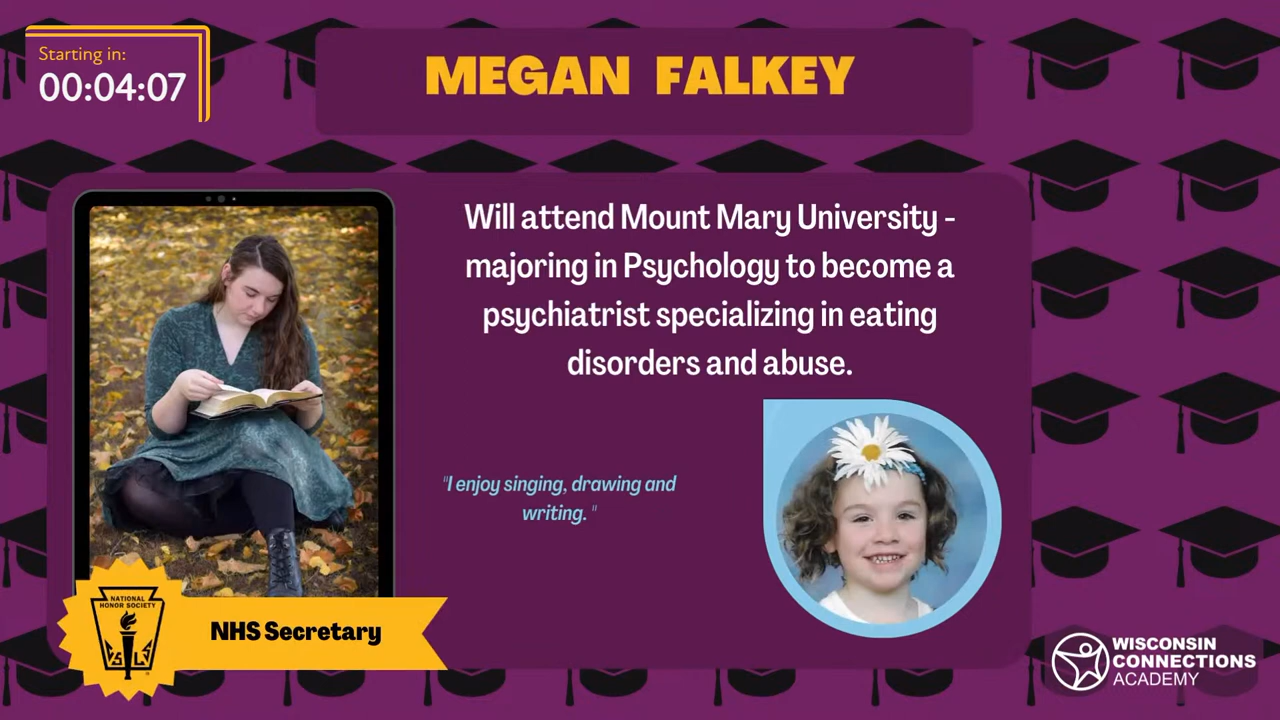 Starting in:
00:04:07
MEGAN FALKEY
Will attend Mount Mary University -
majoring in Psychology to become a
psychiatrist specializing in eating
disorders and abuse.
"I enjoy singing, drawing and
writing. "
NATIONAL
HONOR SOCIETY
NHS Secretary
WISCONSIN
CONNECTIONS
ACADEMY